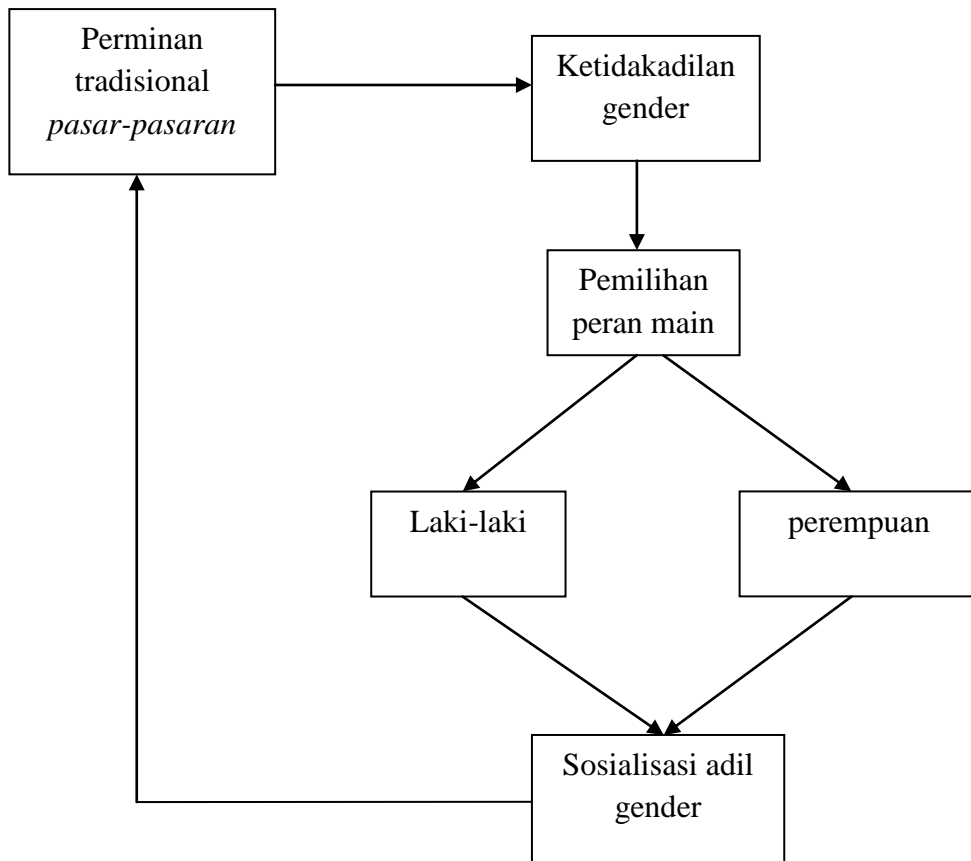 Perminan
tradisional
pasar-pasaran
Ketidakadilan
gender
Pemilihan
peran main
Laki-laki
perempuan
Sosialisasi adil
gender